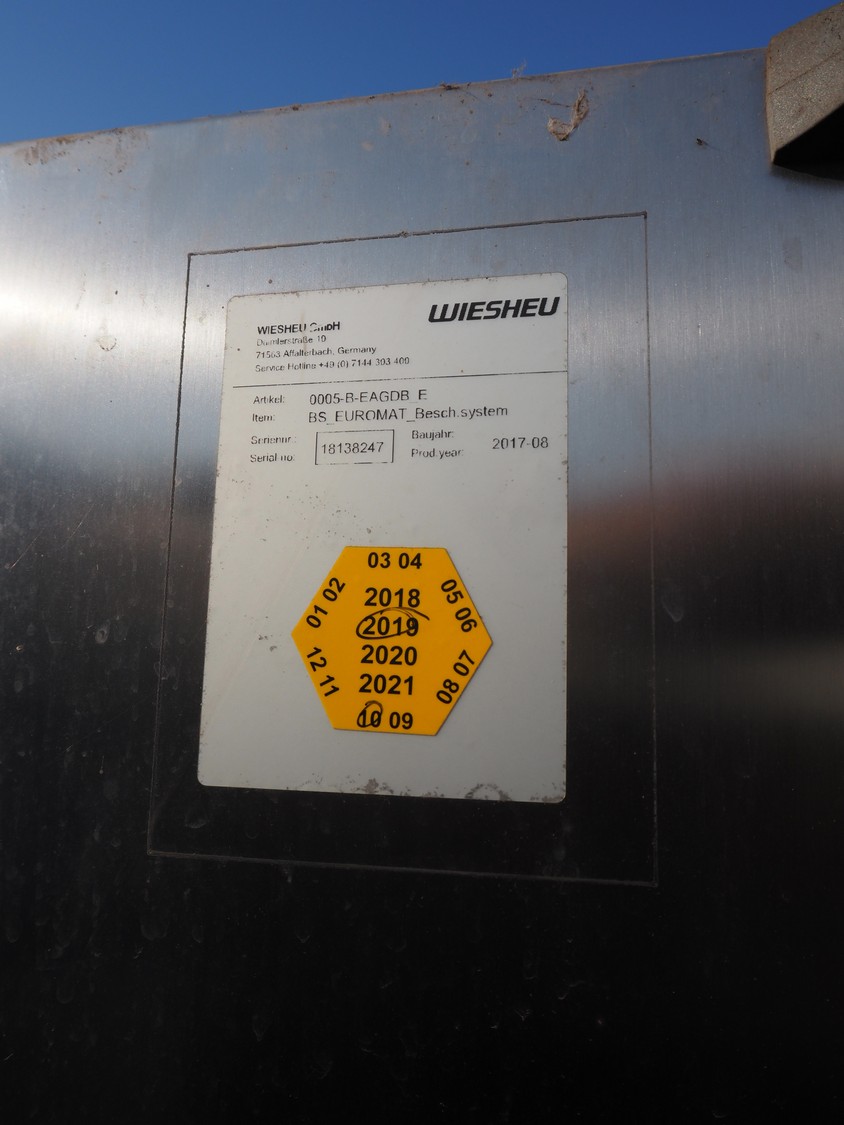 WIESHEU
WIESHEU GmbH
Daimlerstraße 10
71563 Affalterbach, Germany
Service Hotline +49 (0) 7144 303 400
Artikel: 0005-B-EAGDB_E
Item: BS_EUROMAT_Besch.system
Seriennr.: Baujahr:
Serial no: 18138247 Prod.year: 2017-08
03 04
01 02
05 06
2018
2019
2020
2021
12 11
08 07
10 09